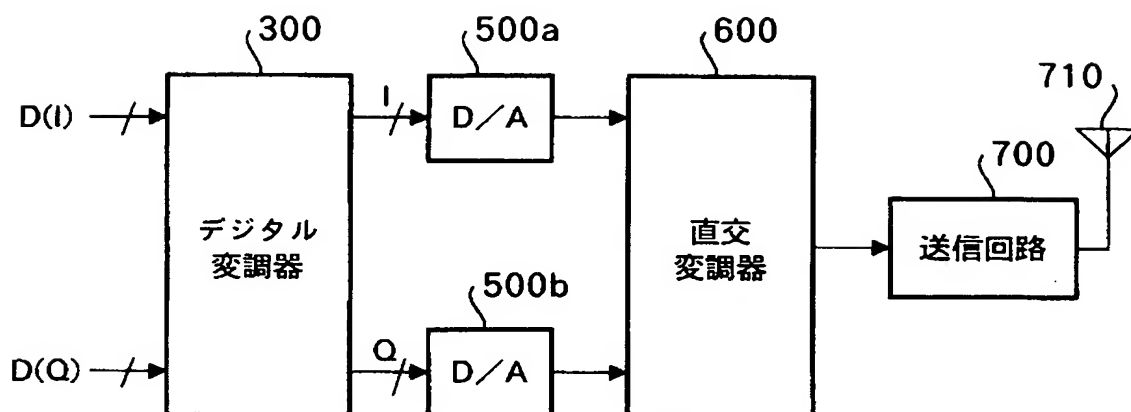 300
500a
600
710
D(I)
I
D/A
700
デジタル
変調器
直交
変調器
送信回路
500b
D(Q)
Q
D/A